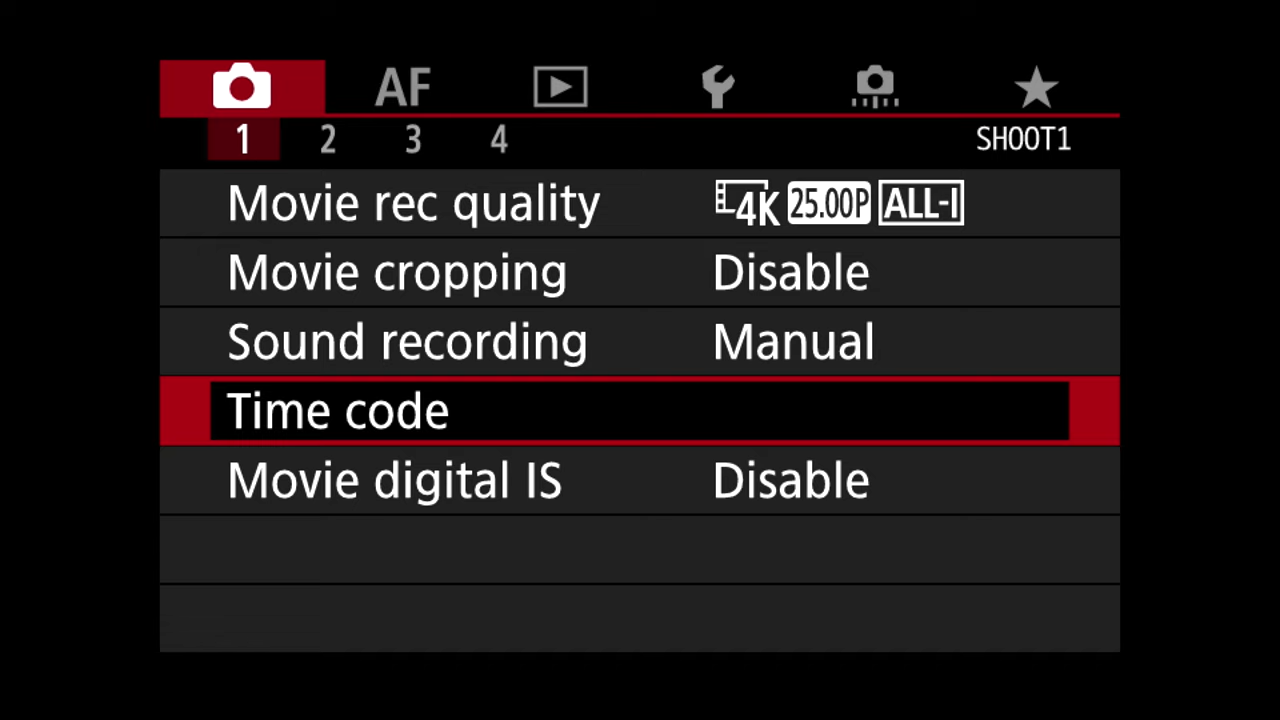 AF
1 2 3 4 SHOOT1
Movie rec quality 4K 25.00P ALL-I
Movie cropping Disable
Sound recording Manual
Time code
Movie digital IS Disable